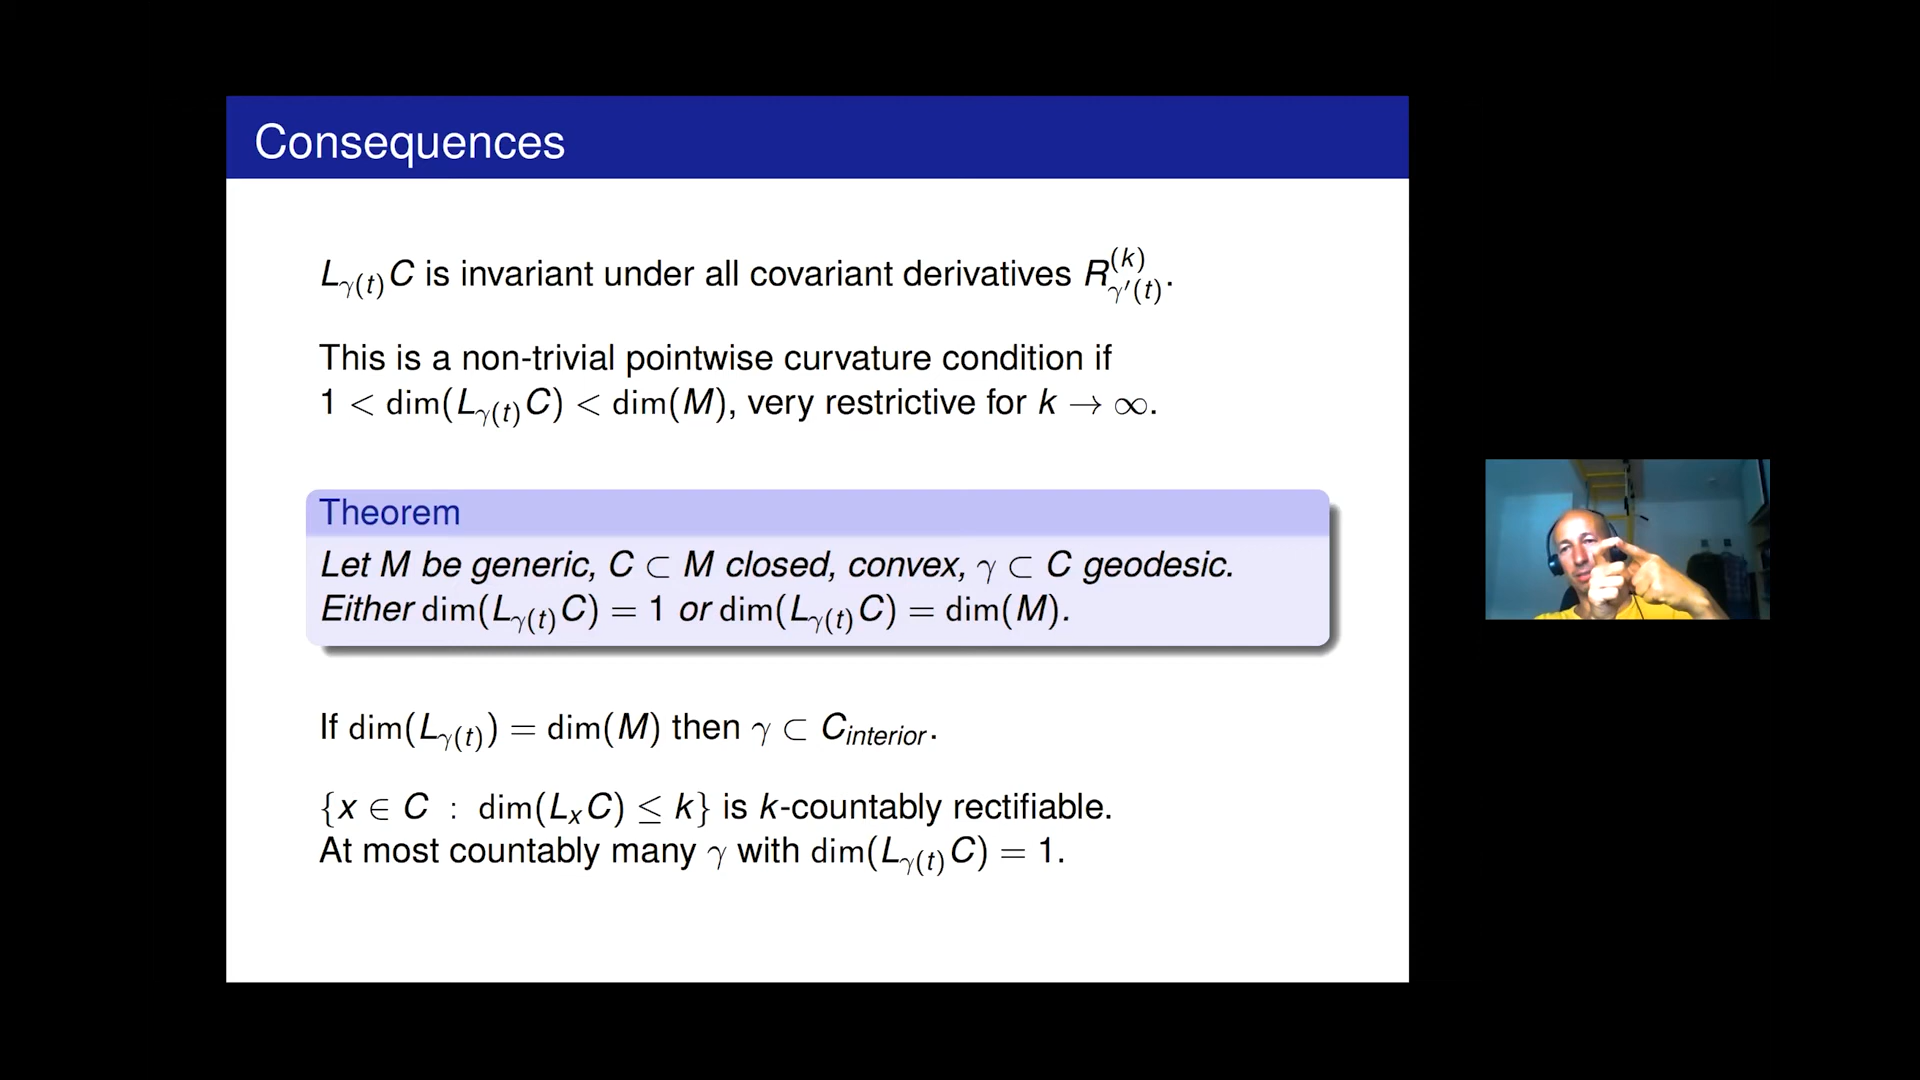 Consequences
L_{γ(t)}C is invariant under all covariant derivatives R^{(k)}_{γ′(t)}.
This is a non-trivial pointwise curvature condition if
1 < dim(L_{γ(t)}C) < dim(M), very restrictive for k → ∞.
Theorem
Let M be generic, C ⊂ M closed, convex, γ ⊂ C geodesic.
Either dim(L_{γ(t)}C) = 1 or dim(L_{γ(t)}C) = dim(M).
If dim(L_{γ(t)}) = dim(M) then γ ⊂ C_{interior}.
{x ∈ C : dim(L_xC) ≤ k} is k-countably rectifiable.
At most countably many γ with dim(L_{γ(t)}C) = 1.